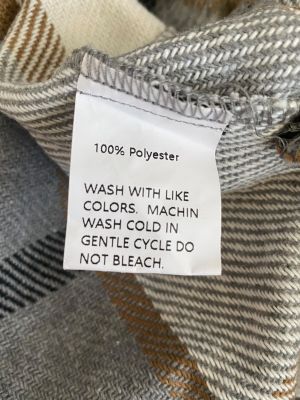 100% Polyester
WASH WITH LIKE
COLORS. MACHIN
WASH COLD IN
GENTLE CYCLE DO
NOT BLEACH.